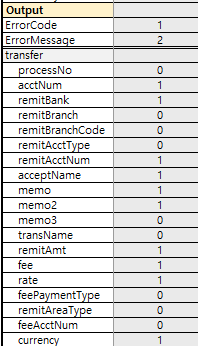 Output
ErrorCode 1
ErrorMessage 2
transfer
processNo 0
acctNum 1
remitBank 1
remitBranch 0
remitBranchCode 0
remitAcctType 0
remitAcctNum 1
acceptName 1
memo 1
memo2 1
memo3 0
transName 0
remitAmt 1
fee 1
rate 1
feePaymentType 0
remitAreaType 0
feeAcctNum 0
currency 1